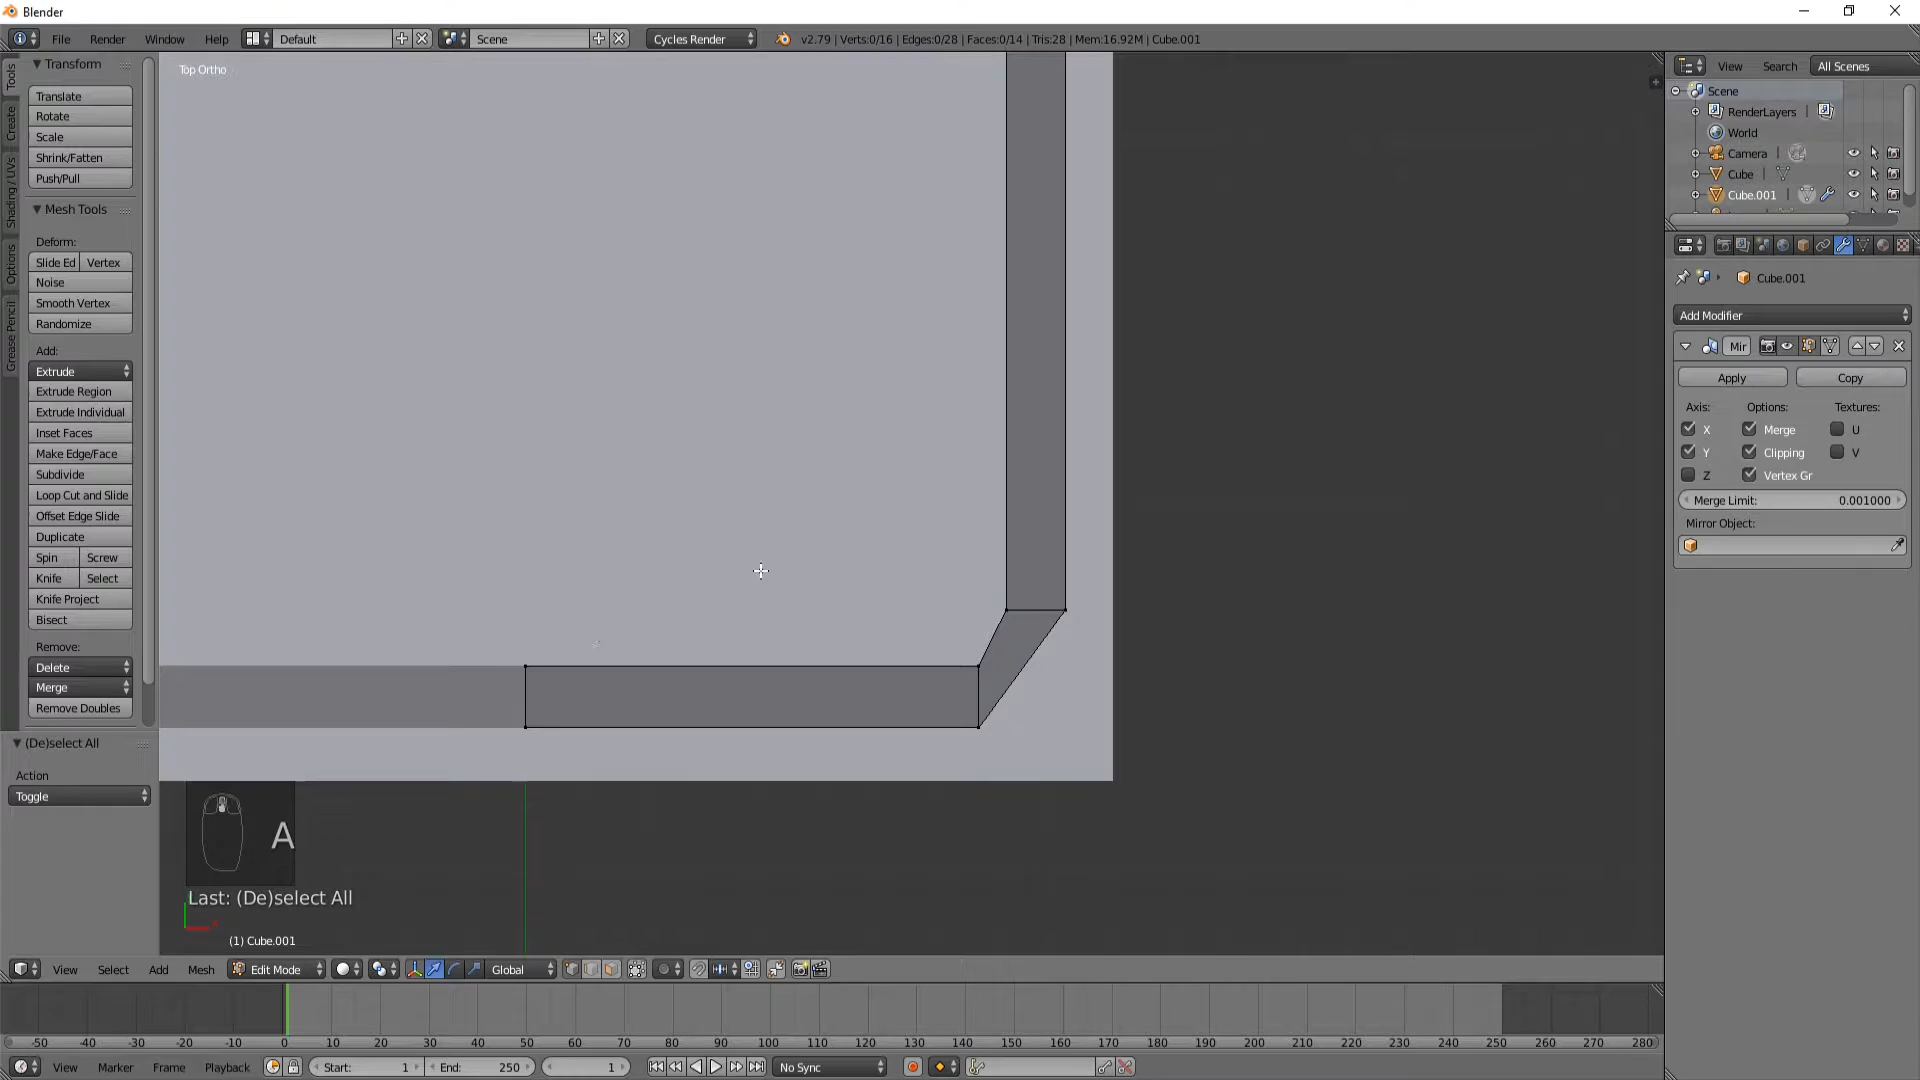 Blender
File Render Window Help Default Scene Cycles Render v2.79 | Verts:0/16 | Edges:0/28 | Faces:0/14 | Tris:28 | Mem:16.92M | Cube.001
Tools
Create
Shading / UVs
Options
Grease Pencil
Transform
Translate
Rotate
Scale
Shrink/Fatten
Push/Pull
Mesh Tools
Deform:
Slide Ed Vertex
Noise
Smooth Vertex
Randomize
Add:
Extrude
Extrude Region
Extrude Individual
Inset Faces
Make Edge/Face
Subdivide
Loop Cut and Slide
Offset Edge Slide
Duplicate
Spin Screw
Knife Select
Knife Project
Bisect
Remove:
Delete
Merge
Remove Doubles
(De)select All
Action
Toggle
Top Ortho
A
Last: (De)select All
(1) Cube.001
View Search All Scenes
Scene
RenderLayers
World
Camera
Cube
Cube.001
Cube.001
Add Modifier
Mir
Apply Copy
Axis: Options: Textures:
X Merge U
Y Clipping V
Z Vertex Gr
Merge Limit: 0.001000
Mirror Object:
View Select Add Mesh Edit Mode Global
-50 -40 -30 -20 -10 0 10 20 30 40 50 60 70 80 90 100 110 120 130 140 150 160 170 180 190 200 210 220 230 240 250 260 270 280
View Marker Frame Playback Start: 1 End: 250 1 No Sync